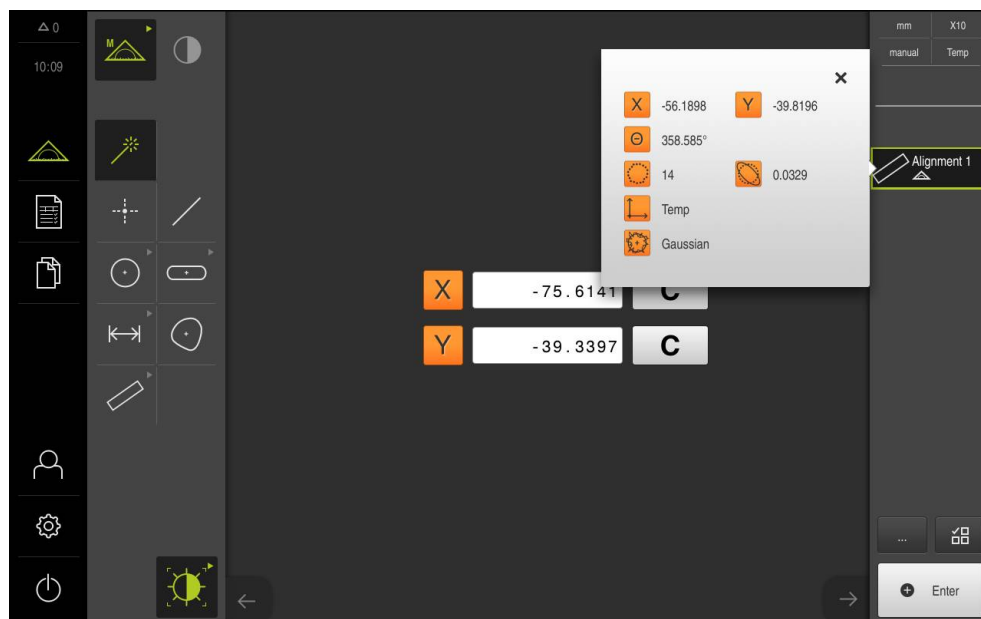 0
10:09
M
mm X10
manual Temp
X -56.1898 Y -39.8196
Θ 358.585°
14 0.0329
Temp
Gaussian
Alignment 1
X -75.6141 C
Y -39.3397 C
...
Enter